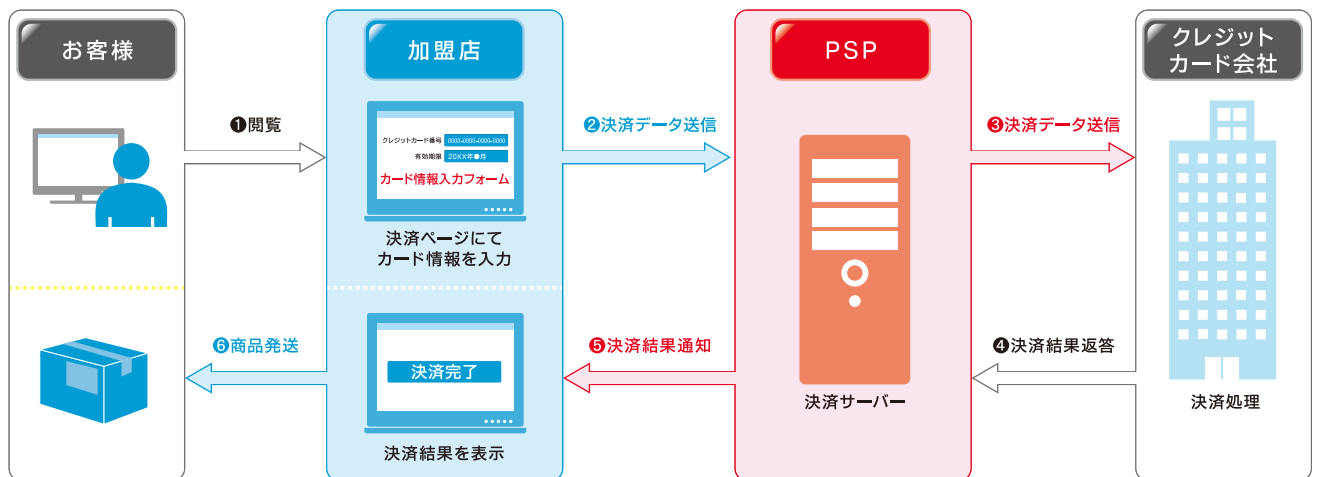 お客様
加盟店
PSP
クレジット
カード会社
❶閲覧
❷決済データ送信
❸決済データ送信
クレジットカード番号 0000-0000-0000-0000
有効期限 20XX年●月
カード情報入力フォーム
決済ページにて
カード情報を入力
❻商品発送
❺決済結果通知
❹決済結果返答
決済完了
決済サーバー
決済処理
決済結果を表示